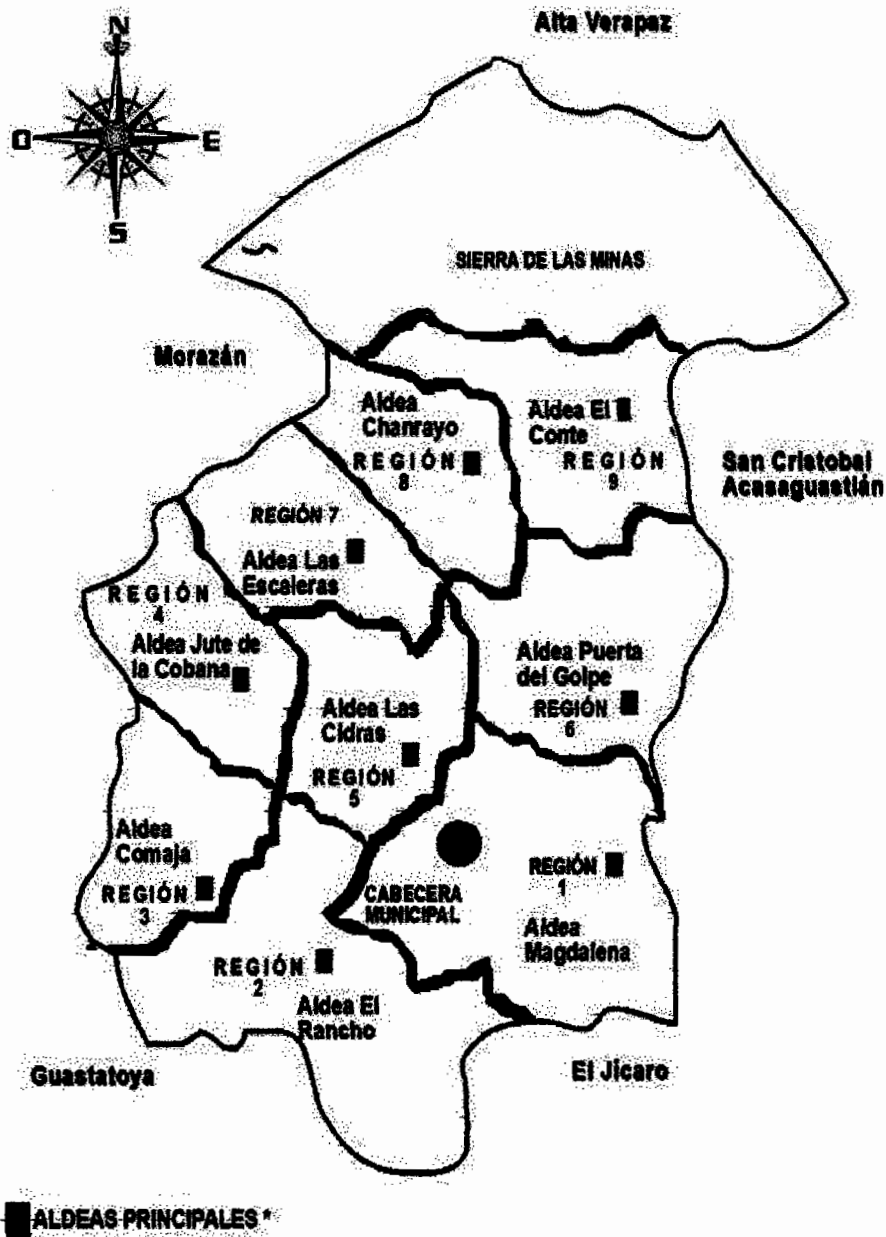 Alta Verapaz
N
O
E
S
SIERRA DE LAS MINAS
Morazán
Aldea
Chanrayo
REGIÓN
8
Aldea El
Conte
REGIÓN
9
San Cristobal
Acasaguastlán
REGIÓN 7
Aldea Las
Escaleras
REGIÓN
4
Aldea Jute de
la Cobana
Aldea Puerta
del Golpe
REGIÓN
6
Aldea Las
Cidras
REGIÓN
5
Aldea
Comaja
REGIÓN
3
CABECERA
MUNICIPAL
REGIÓN
1
Aldea
Magdalena
REGIÓN
2
Aldea El
Rancho
Guastatoya
El Jícaro
ALDEAS PRINCIPALES *